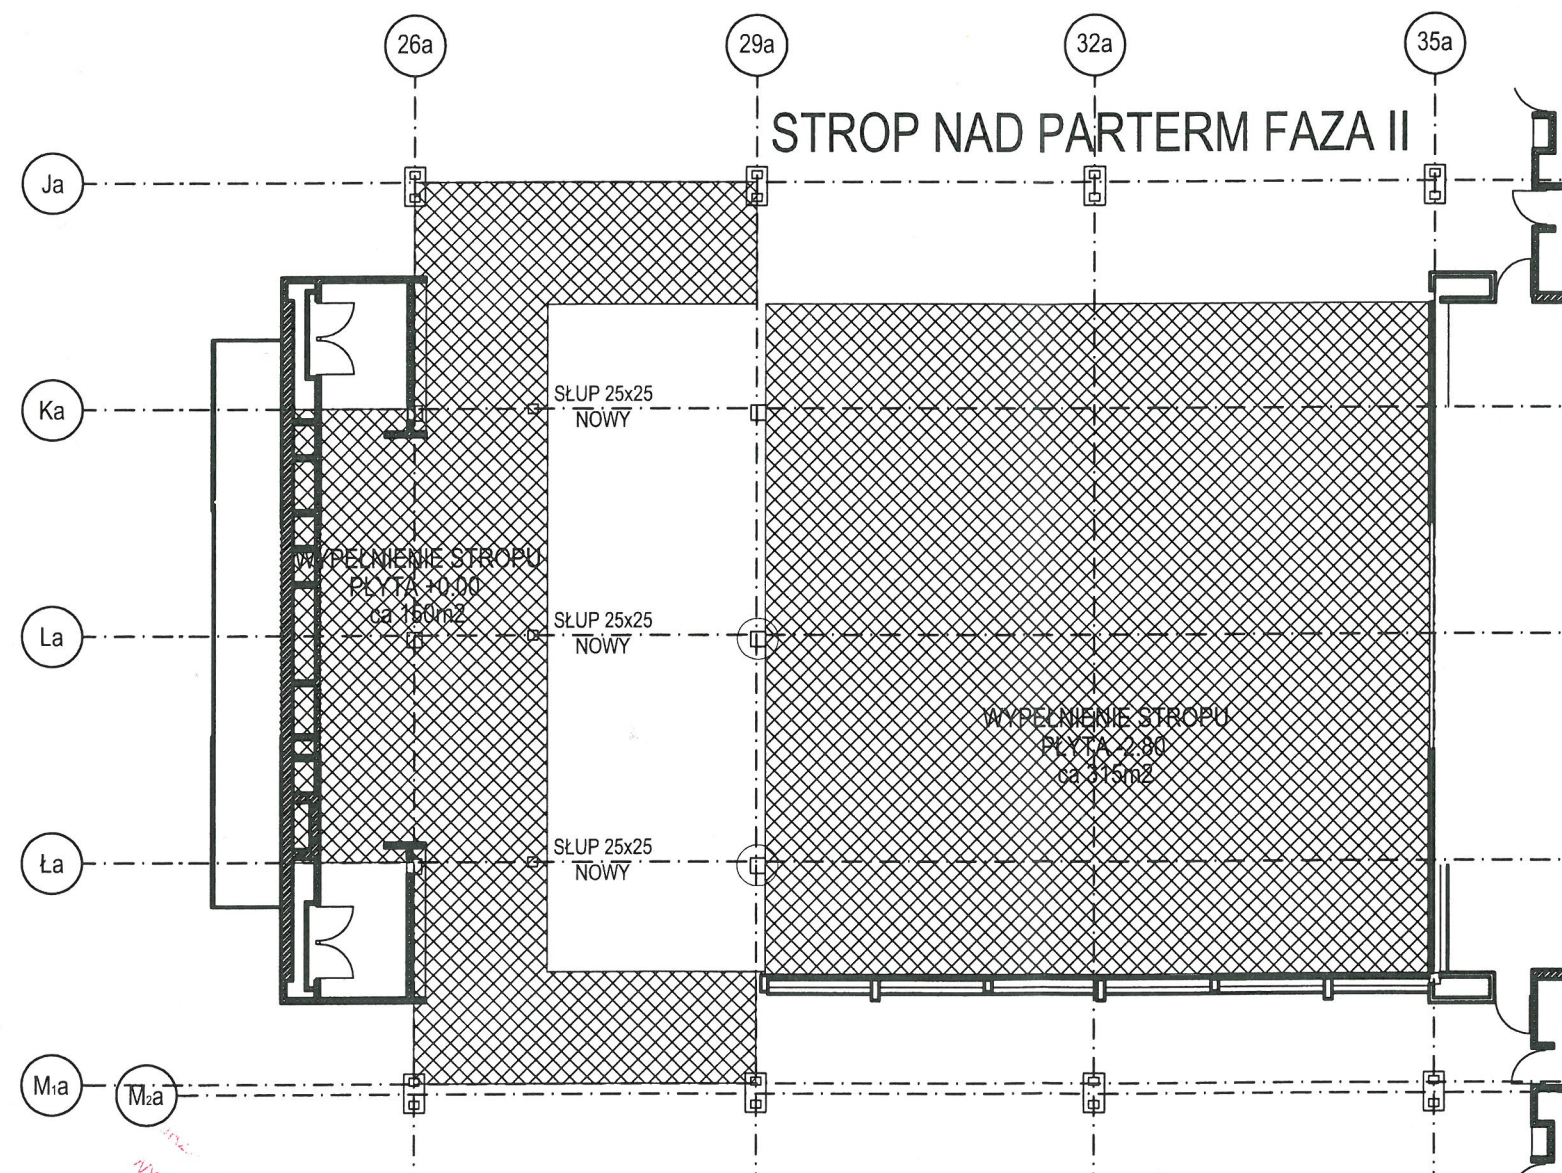 26a
29a
32a
35a
STROP NAD PARTERM FAZA II
Ja
Ka
SŁUP 25x25
NOWY
WYPEŁNIENIE STROPU
PŁYTA +0.00
ca 160m2
La
SŁUP 25x25
NOWY
WYPEŁNIENIE STROPU
PŁYTA -2.80
ca 315m2
Ła
SŁUP 25x25
NOWY
M₁a
M₂a